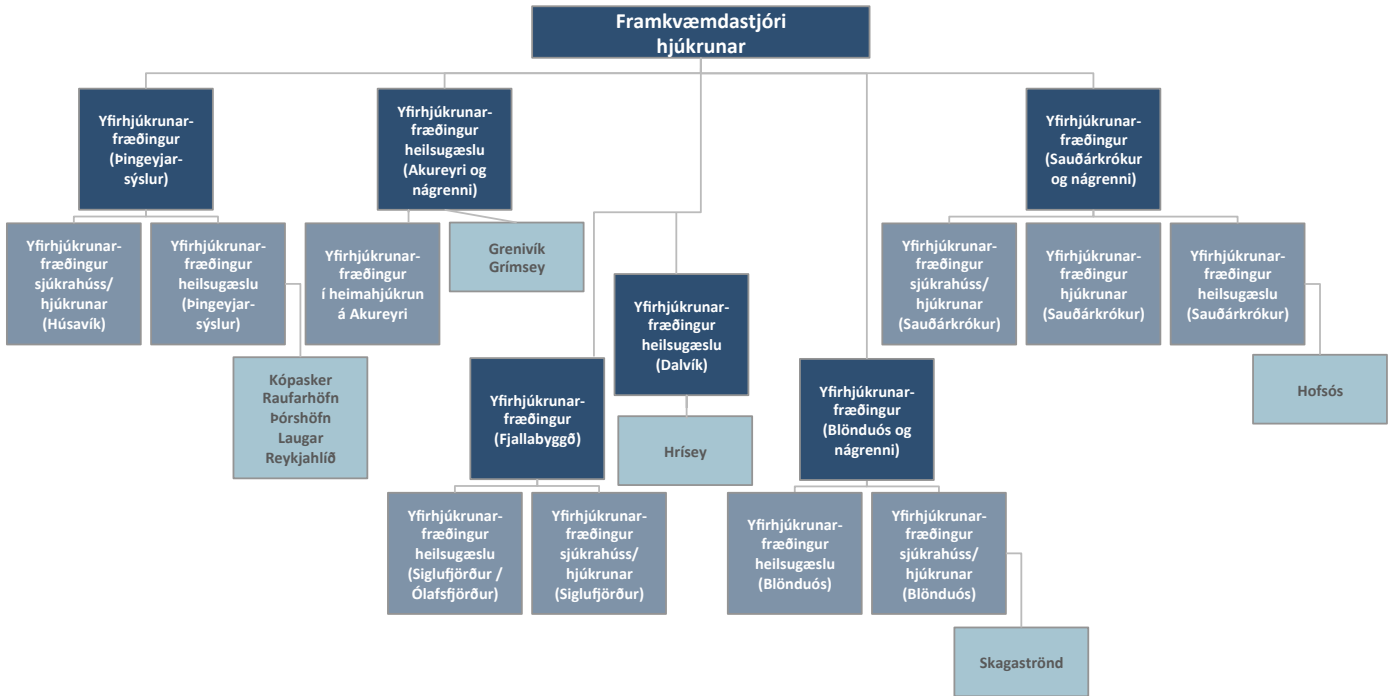 Framkvæmdastjóri
hjúkrunar
Yfirhjúkrunar-
fræðingur
(Þingeyjar-
sýslur)
Yfirhjúkrunar-
fræðingur
heilsugæslu
(Akureyri og
nágrenni)
Yfirhjúkrunar-
fræðingur
(Sauðárkrókur
og nágrenni)
Yfirhjúkrunar-
fræðingur
sjúkrahúss/
hjúkrunar
(Húsavík)
Yfirhjúkrunar-
fræðingur
heilsugæslu
(Þingeyjar-
sýslur)
Yfirhjúkrunar-
fræðingur
í heimahjúkrun
á Akureyri
Grenivík
Grímsey
Yfirhjúkrunar-
fræðingur
heilsugæslu
(Dalvík)
Yfirhjúkrunar-
fræðingur
sjúkrahúss/
hjúkrunar
(Sauðárkrókur)
Yfirhjúkrunar-
fræðingur
hjúkrunar
(Sauðárkrókur)
Yfirhjúkrunar-
fræðingur
heilsugæslu
(Sauðárkrókur)
Kópasker
Raufarhöfn
Þórshöfn
Laugar
Reykjahlíð
Yfirhjúkrunar-
fræðingur
(Fjallabyggð)
Hrísey
Yfirhjúkrunar-
fræðingur
(Blönduós og
nágrenni)
Hofsós
Yfirhjúkrunar-
fræðingur
heilsugæslu
(Siglufjörður /
Ólafsfjörður)
Yfirhjúkrunar-
fræðingur
sjúkrahúss/
hjúkrunar
(Siglufjörður)
Yfirhjúkrunar-
fræðingur
heilsugæslu
(Blönduós)
Yfirhjúkrunar-
fræðingur
sjúkrahúss/
hjúkrunar
(Blönduós)
Skagaströnd